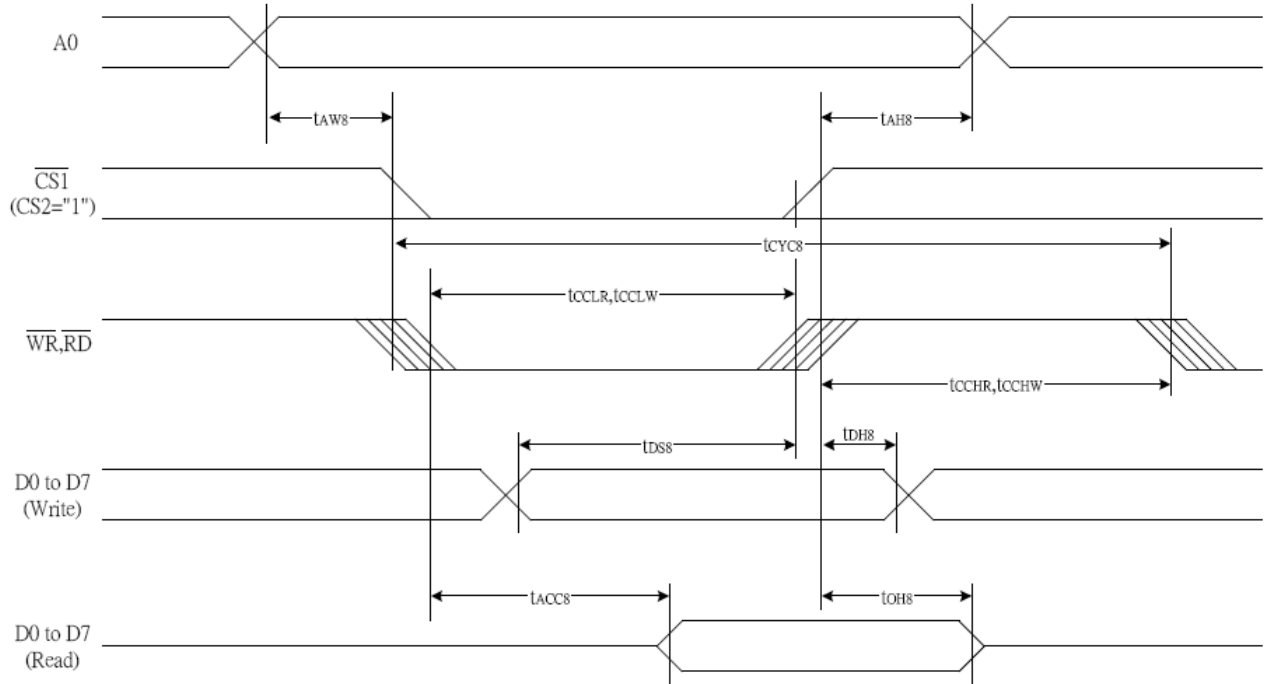 A0
tAW8
tAH8
CS1
(CS2="1")
tCYC8
tCCLR,tCCLW
WR,RD
tCCHR,tCCHW
tDS8
tDH8
D0 to D7
(Write)
tACC8
tOH8
D0 to D7
(Read)